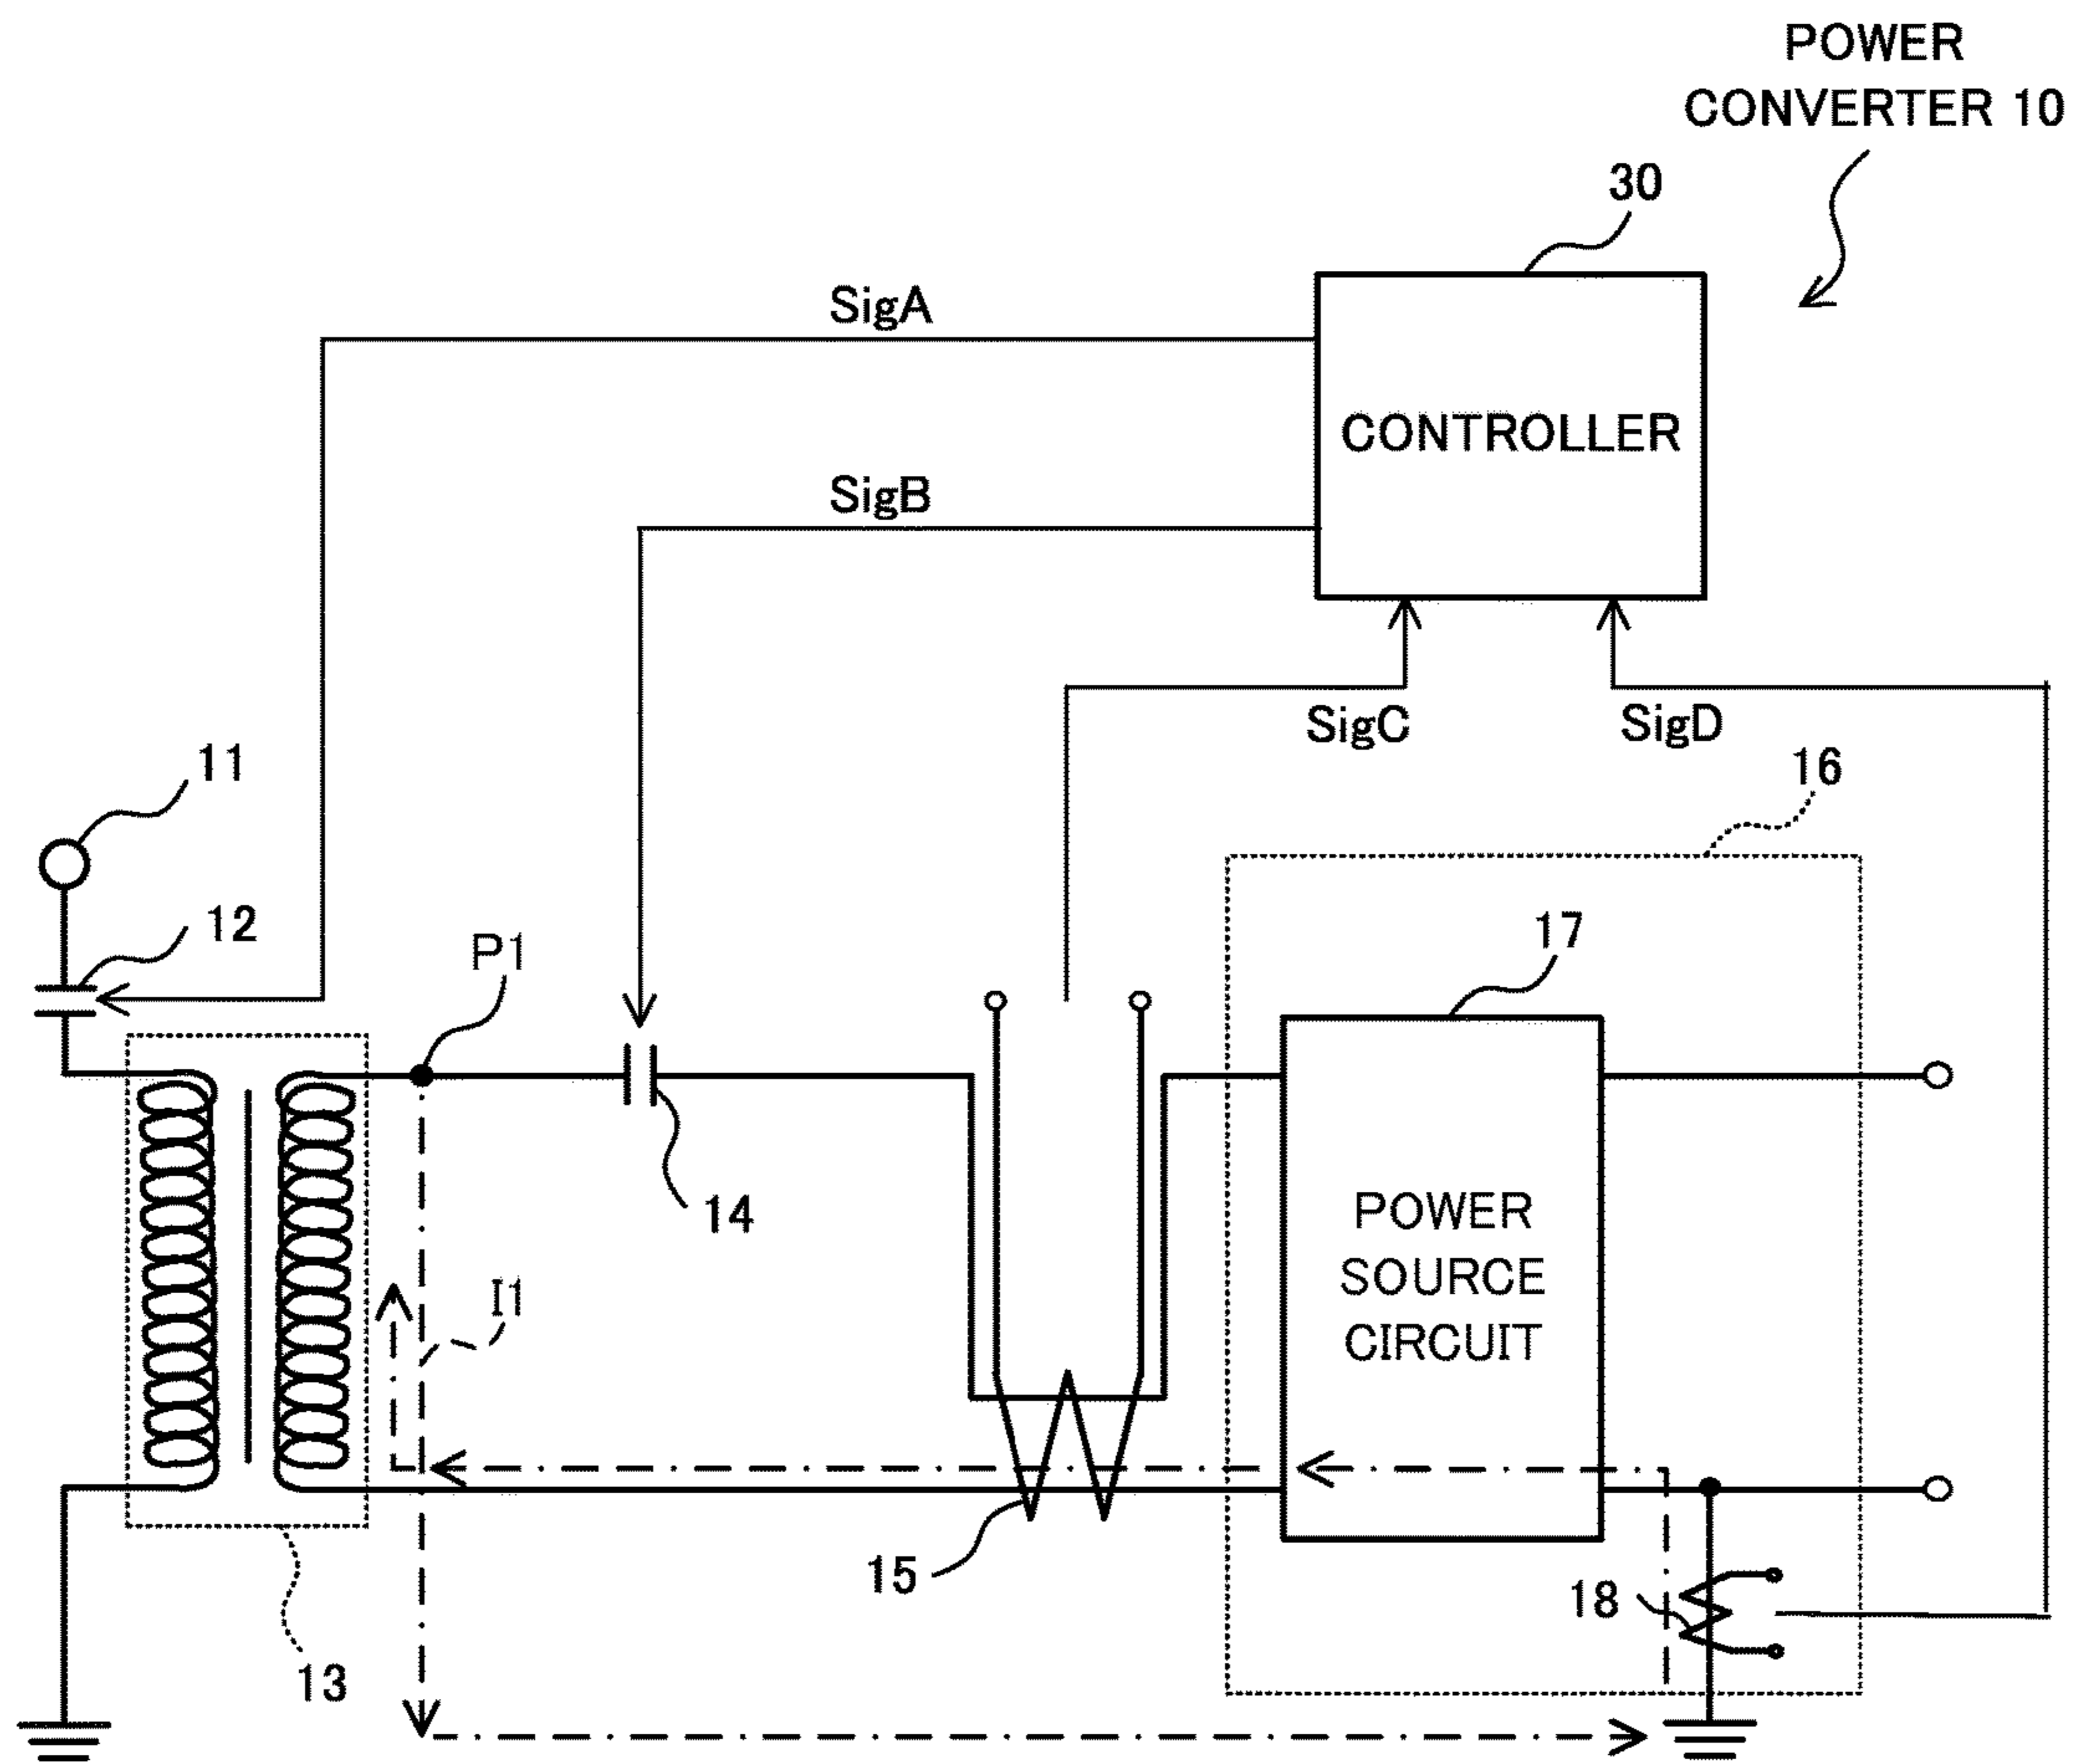 POWER
CONVERTER 10
30
SigA
CONTROLLER
SigB
SigC
SigD
11
16
12
P1
17
14
POWER
SOURCE
CIRCUIT
I1
15
18
13